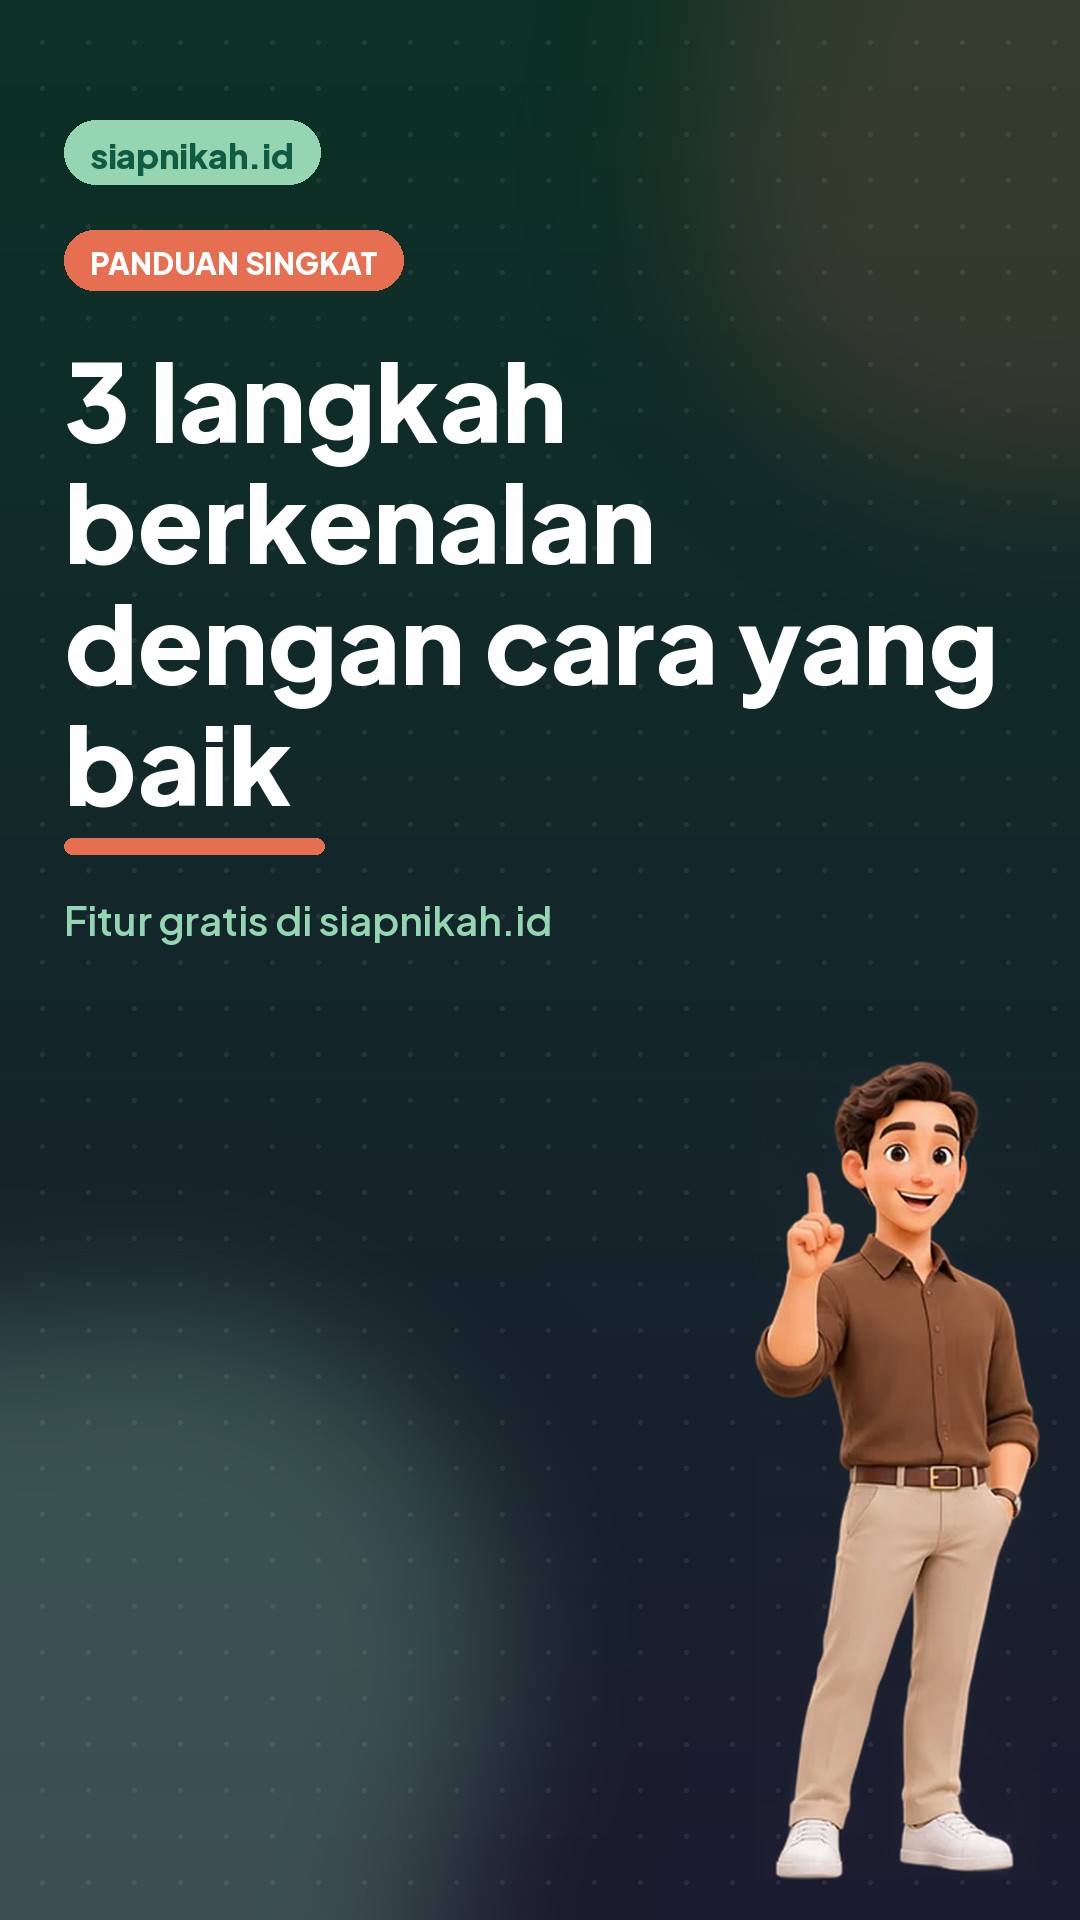 siapnikah.id
PANDUAN SINGKAT
3 langkah
berkenalan
dengan cara yang
baik
Fitur gratis di siapnikah.id